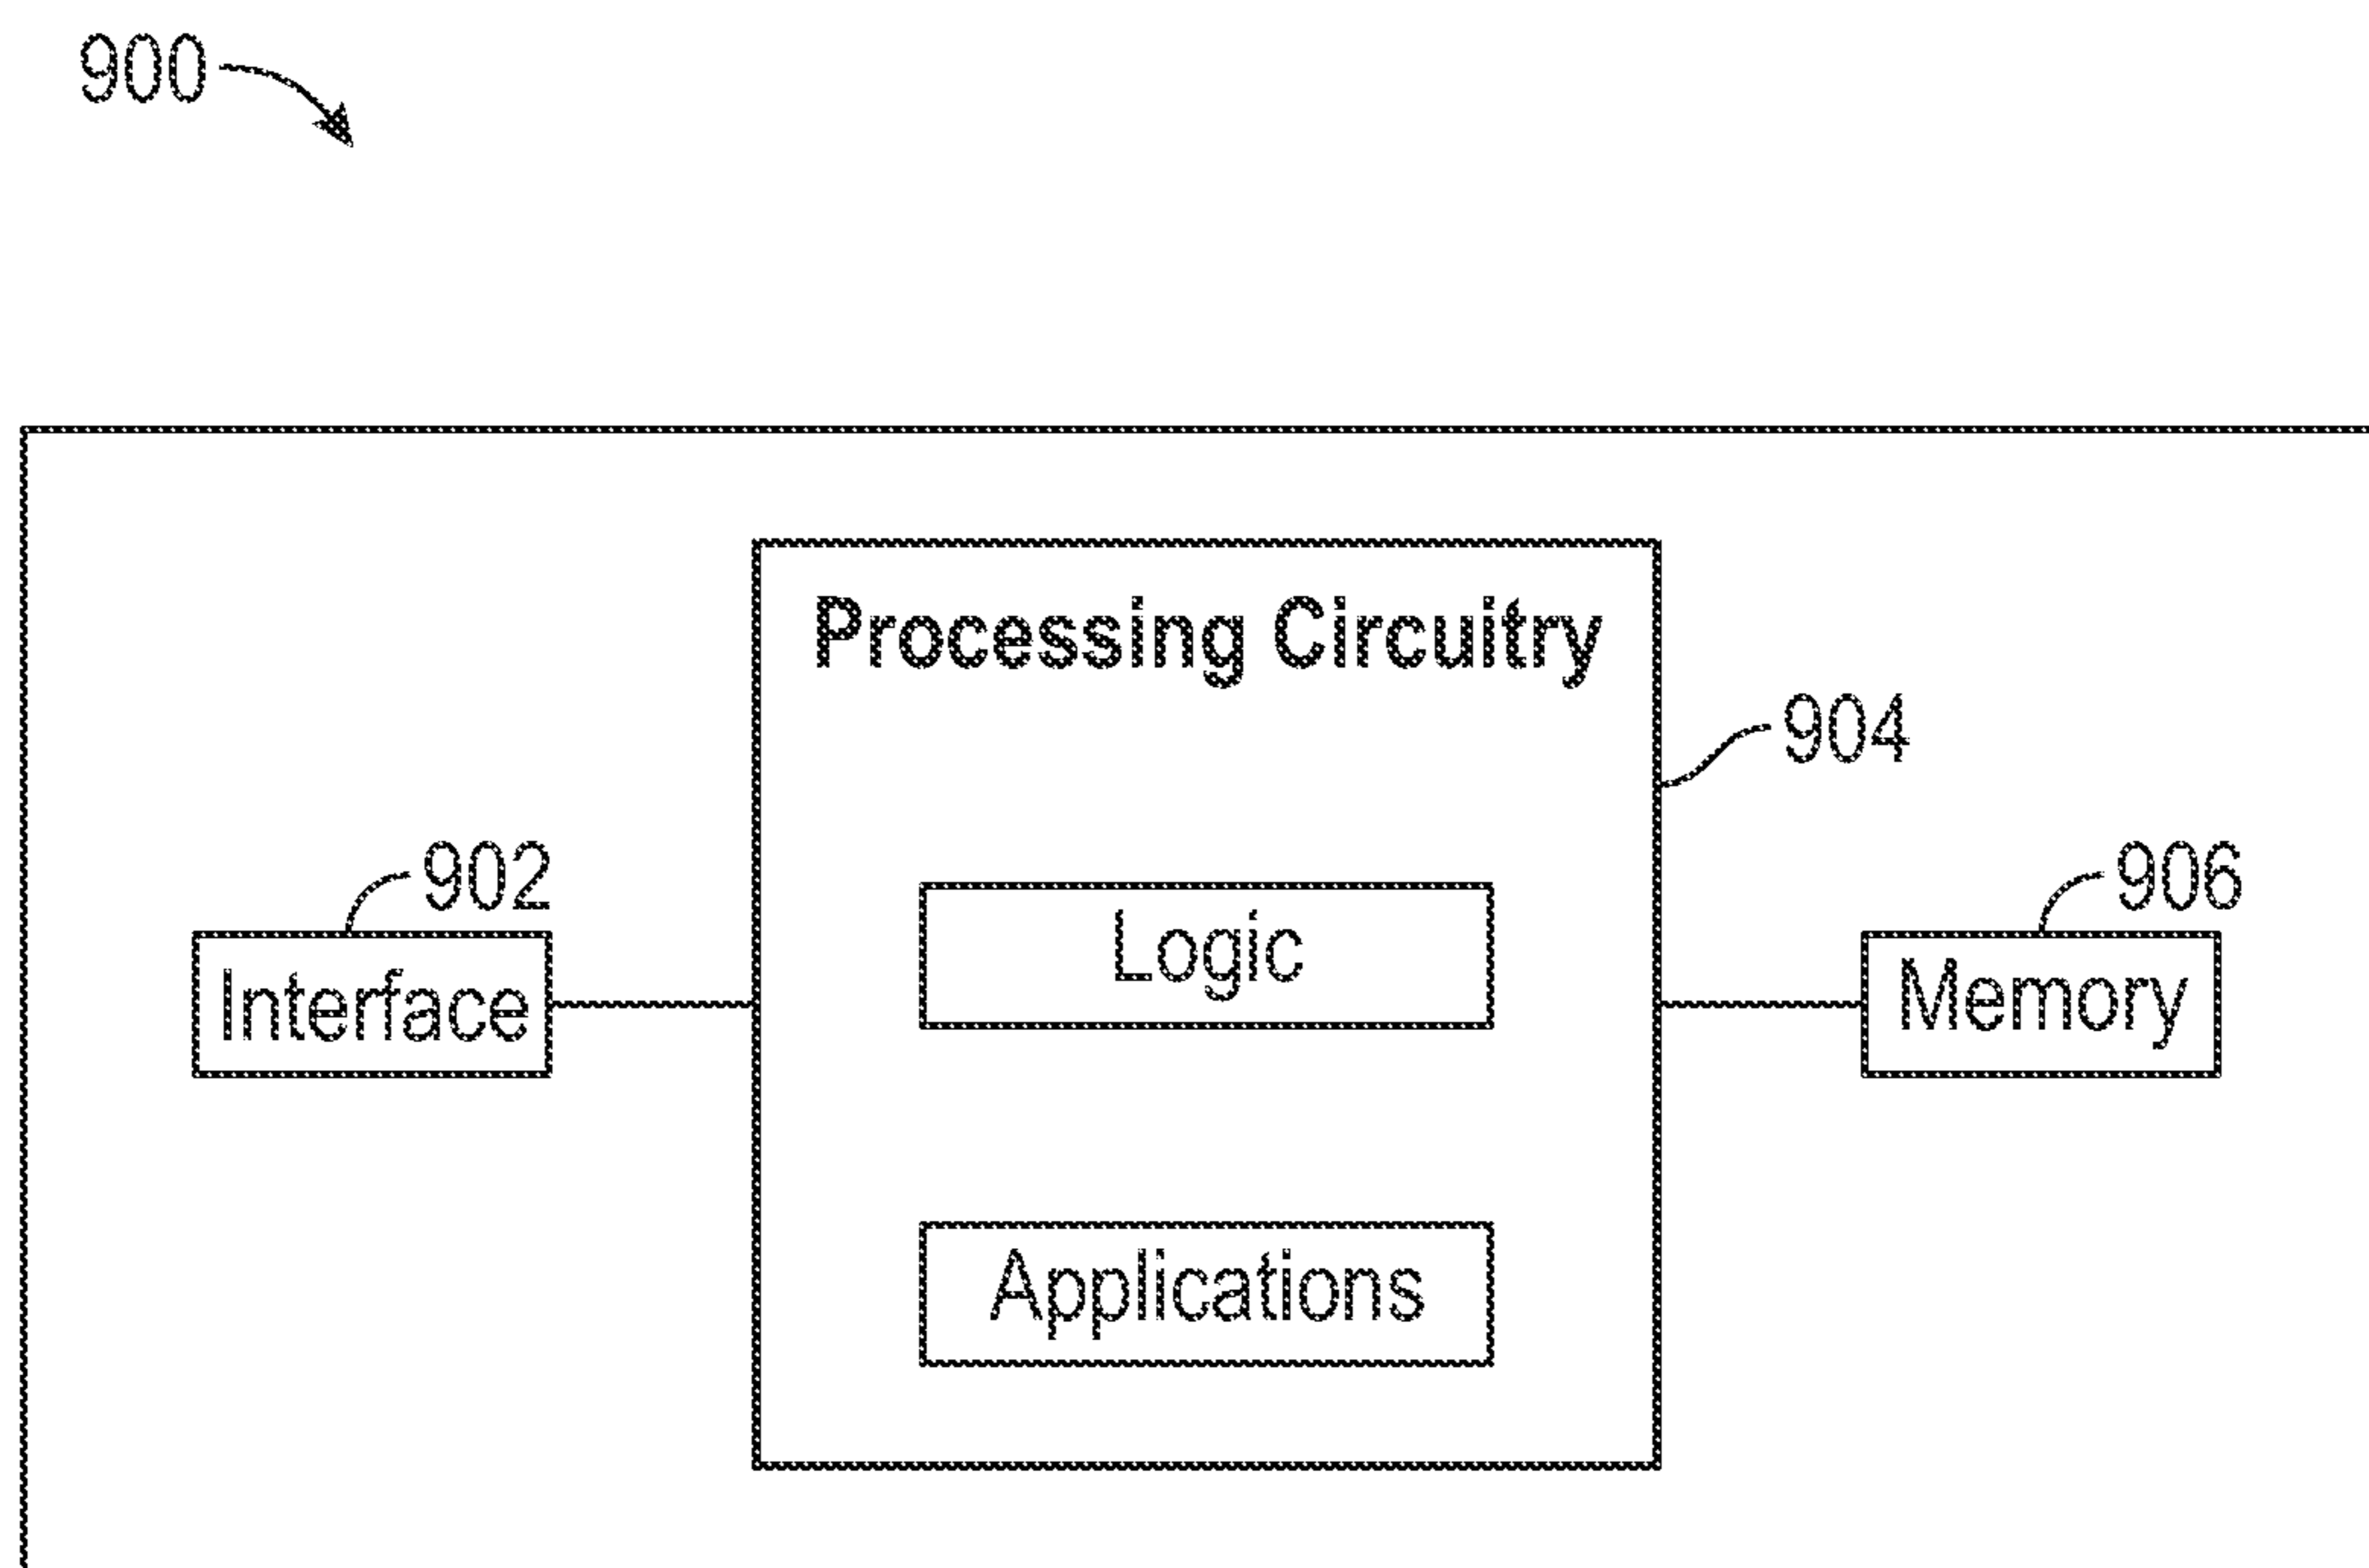 900
Processing Circuitry
904
902
906
Interface
Logic
Memory
Applications